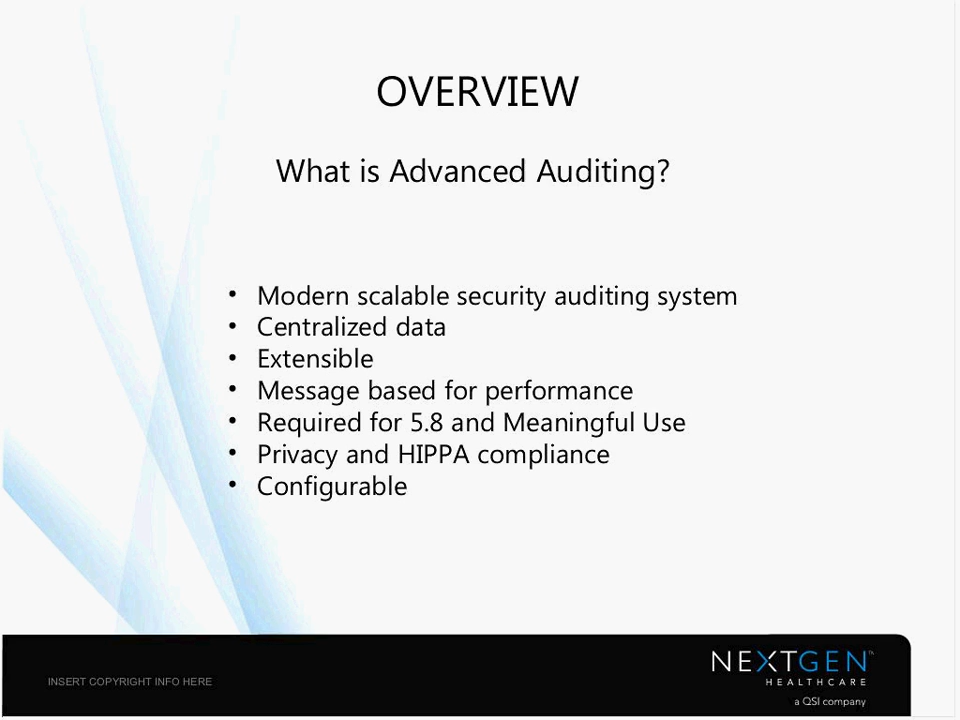 OVERVIEW
What is Advanced Auditing?
• Modern scalable security auditing system
• Centralized data
• Extensible
• Message based for performance
• Required for 5.8 and Meaningful Use
• Privacy and HIPPA compliance
• Configurable
INSERT COPYRIGHT INFO HERE
NEXTGEN™
HEALTHCARE
a QSI company